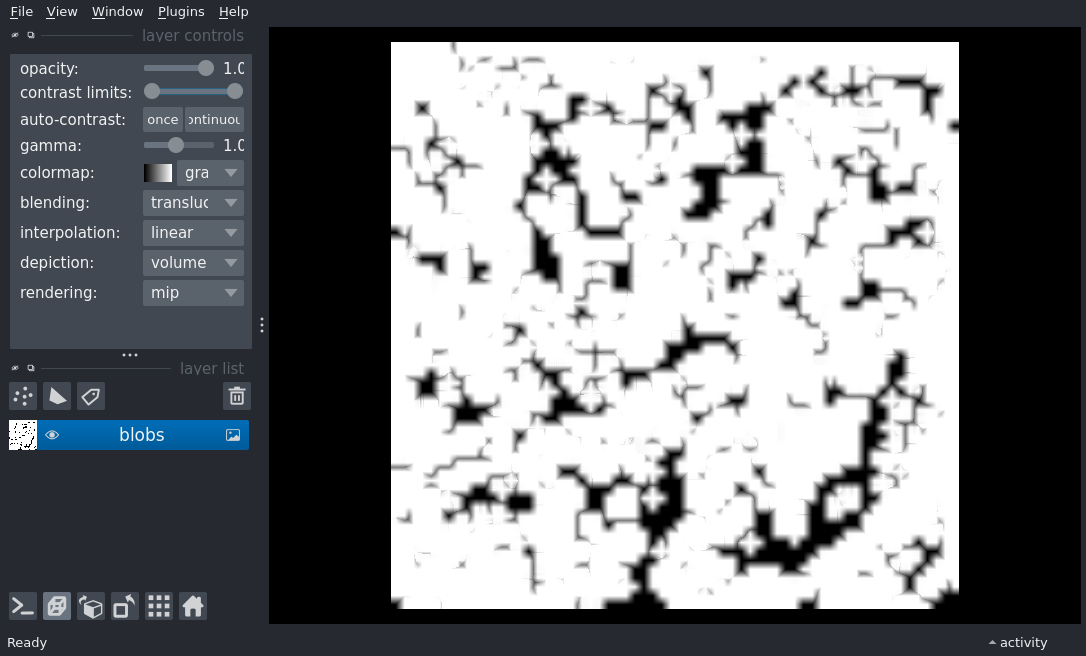 File View Window Plugins Help
layer controls
opacity: 1.0
contrast limits:
auto-contrast: once ontinuou
gamma: 1.0
colormap: gra
blending: transluc
interpolation: linear
depiction: volume
rendering: mip
layer list
blobs
Ready activity